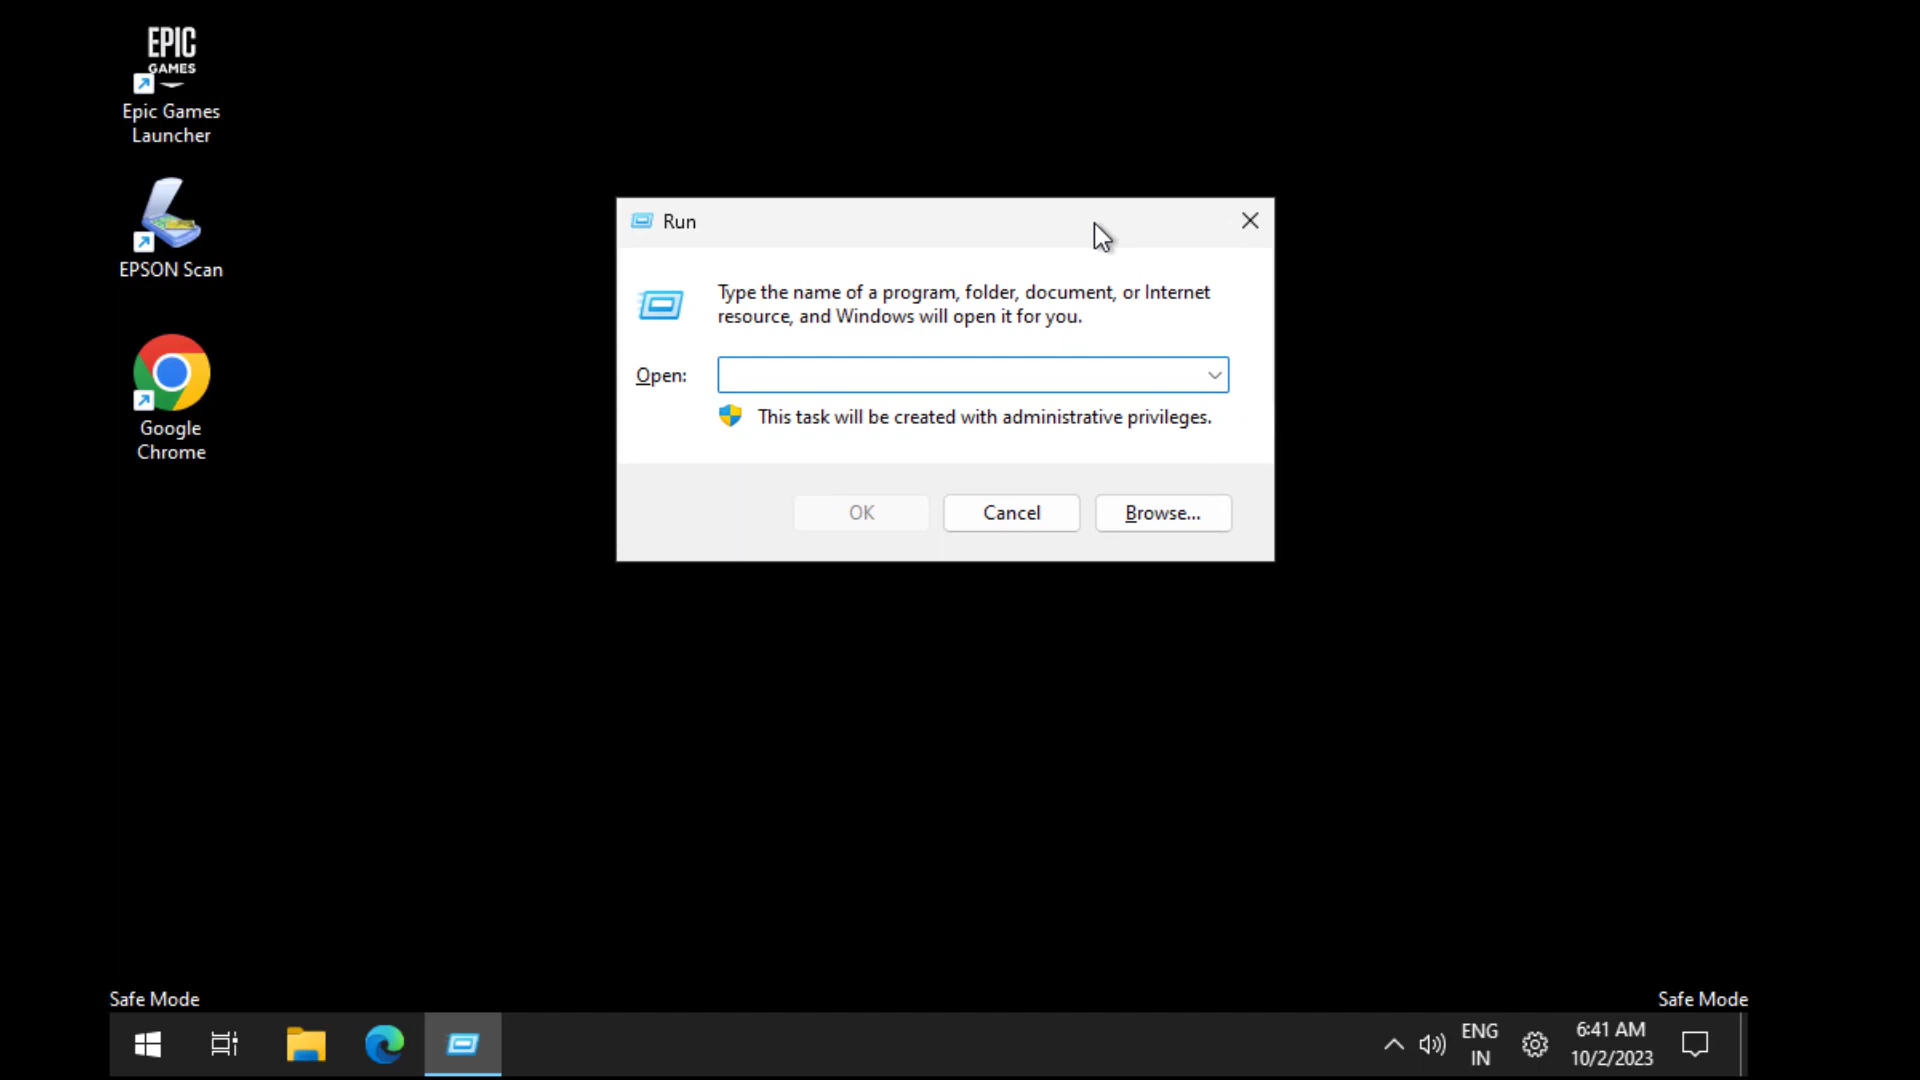 EPIC
GAMES
Epic Games
Launcher
EPSON Scan
Google
Chrome
Run
Type the name of a program, folder, document, or Internet
resource, and Windows will open it for you.
Open:
This task will be created with administrative privileges.
OK
Cancel
Browse...
Safe Mode
Safe Mode
ENG
IN
6:41 AM
10/2/2023